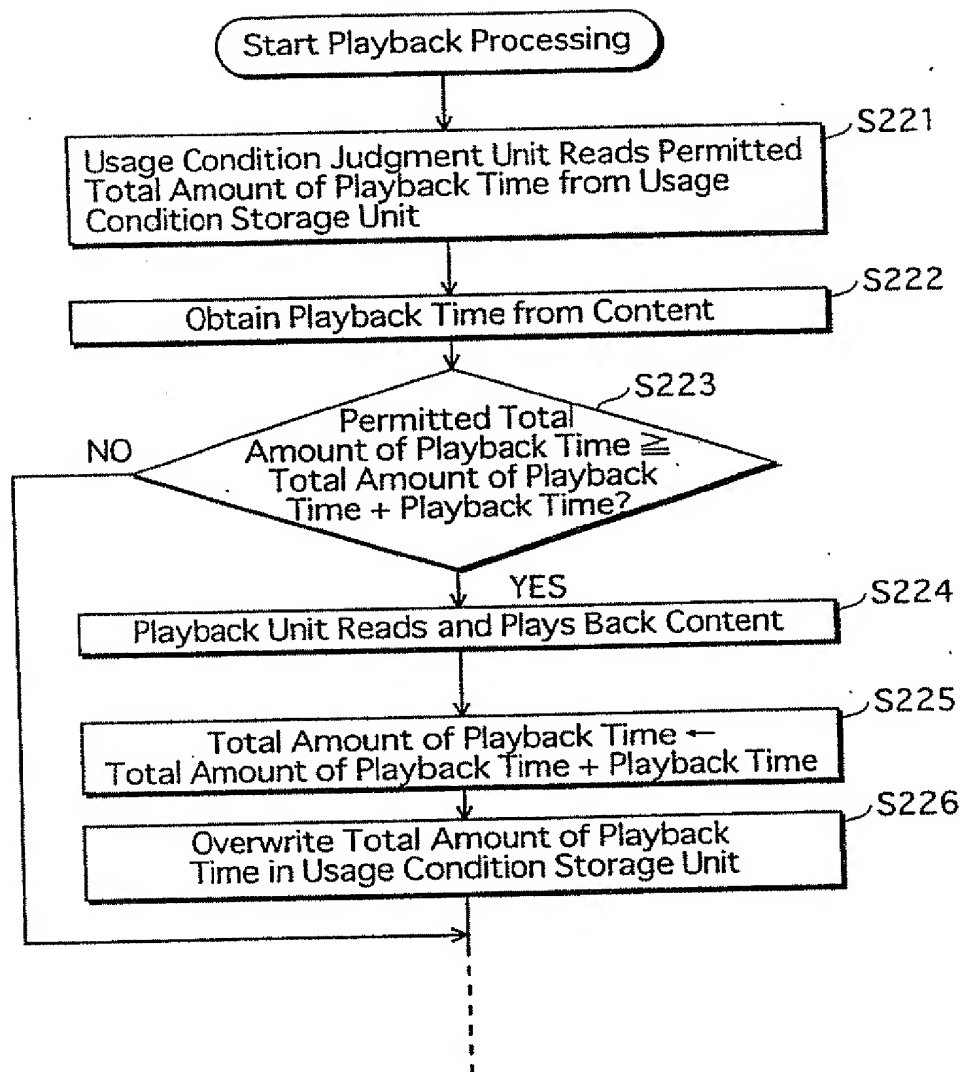 Start Playback Processing
S221
Usage Condition Judgment Unit Reads Permitted
Total Amount of Playback Time from Usage
Condition Storage Unit
S222
Obtain Playback Time from Content
S223
Permitted Total
Amount of Playback Time ≧
Total Amount of Playback
Time + Playback Time?
NO
YES
S224
Playback Unit Reads and Plays Back Content
S225
Total Amount of Playback Time ←
Total Amount of Playback Time + Playback Time
S226
Overwrite Total Amount of Playback
Time in Usage Condition Storage Unit